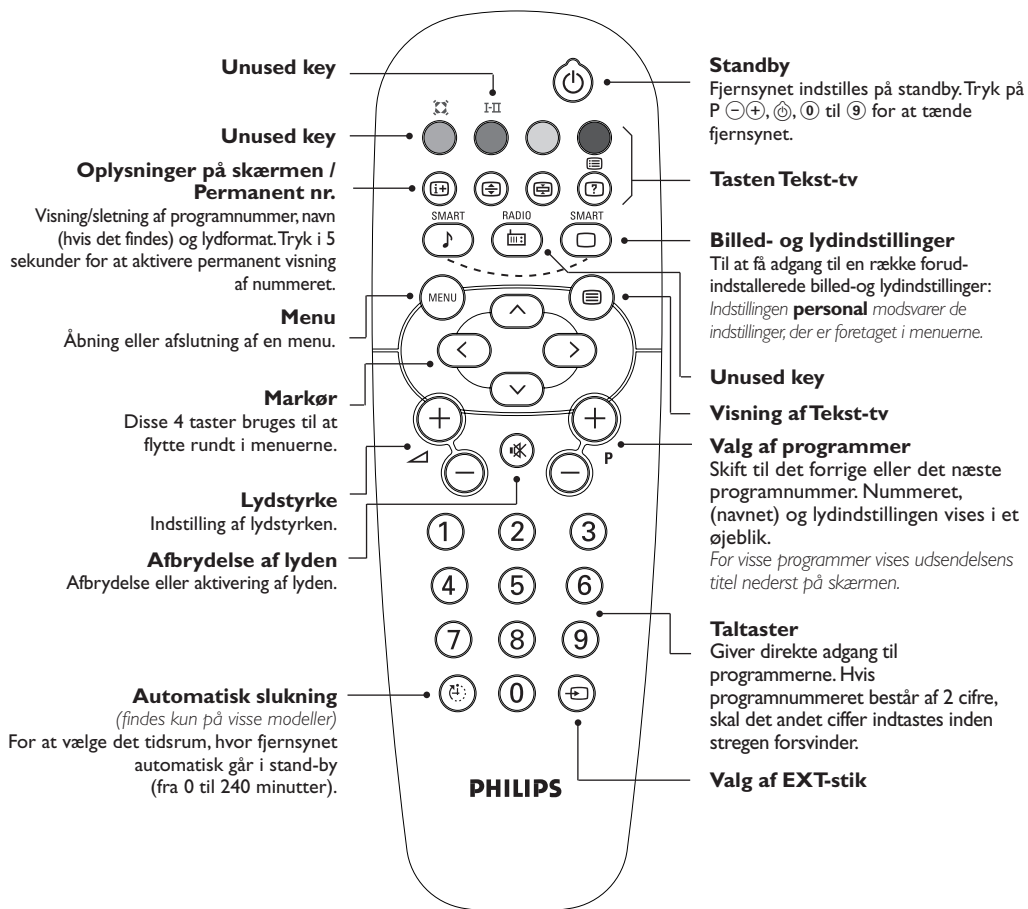 Unused key
Unused key
Oplysninger på skærmen /
Permanent nr.
Visning/sletning af programnummer, navn
(hvis det findes) og lydformat. Tryk i 5
sekunder for at aktivere permanent visning
af nummeret.
Menu
Åbning eller afslutning af en menu.
Markør
Disse 4 taster bruges til at
flytte rundt i menuerne.
Lydstyrke
Indstilling af lydstyrken.
Afbrydelse af lyden
Afbrydelse eller aktivering af lyden.
Automatisk slukning
(findes kun på visse modeller)
For at vælge det tidsrum, hvor fjernsynet
automatisk går i stand-by
(fra 0 til 240 minutter).
I-II
i+
?
SMART RADIO SMART
MENU
P
1 2 3
4 5 6
7 8 9
0
PHILIPS
Standby
Fjernsynet indstilles på standby. Tryk på
P ⊖⊕, ⏻, ⓪ til ⑨ for at tænde
fjernsynet.
Tasten Tekst-tv
Billed- og lydindstillinger
Til at få adgang til en række forud-
indstallerede billed-og lydindstillinger:
Indstillingen personal modsvarer de
indstillinger, der er foretaget i menuerne.
Unused key
Visning af Tekst-tv
Valg af programmer
Skift til det forrige eller det næste
programnummer. Nummeret,
(navnet) og lydindstillingen vises i et
øjeblik.
For visse programmer vises udsendelsens
titel nederst på skærmen.
Taltaster
Giver direkte adgang til
programmerne. Hvis
programnummeret består af 2 cifre,
skal det andet ciffer indtastes inden
stregen forsvinder.
Valg af EXT-stik